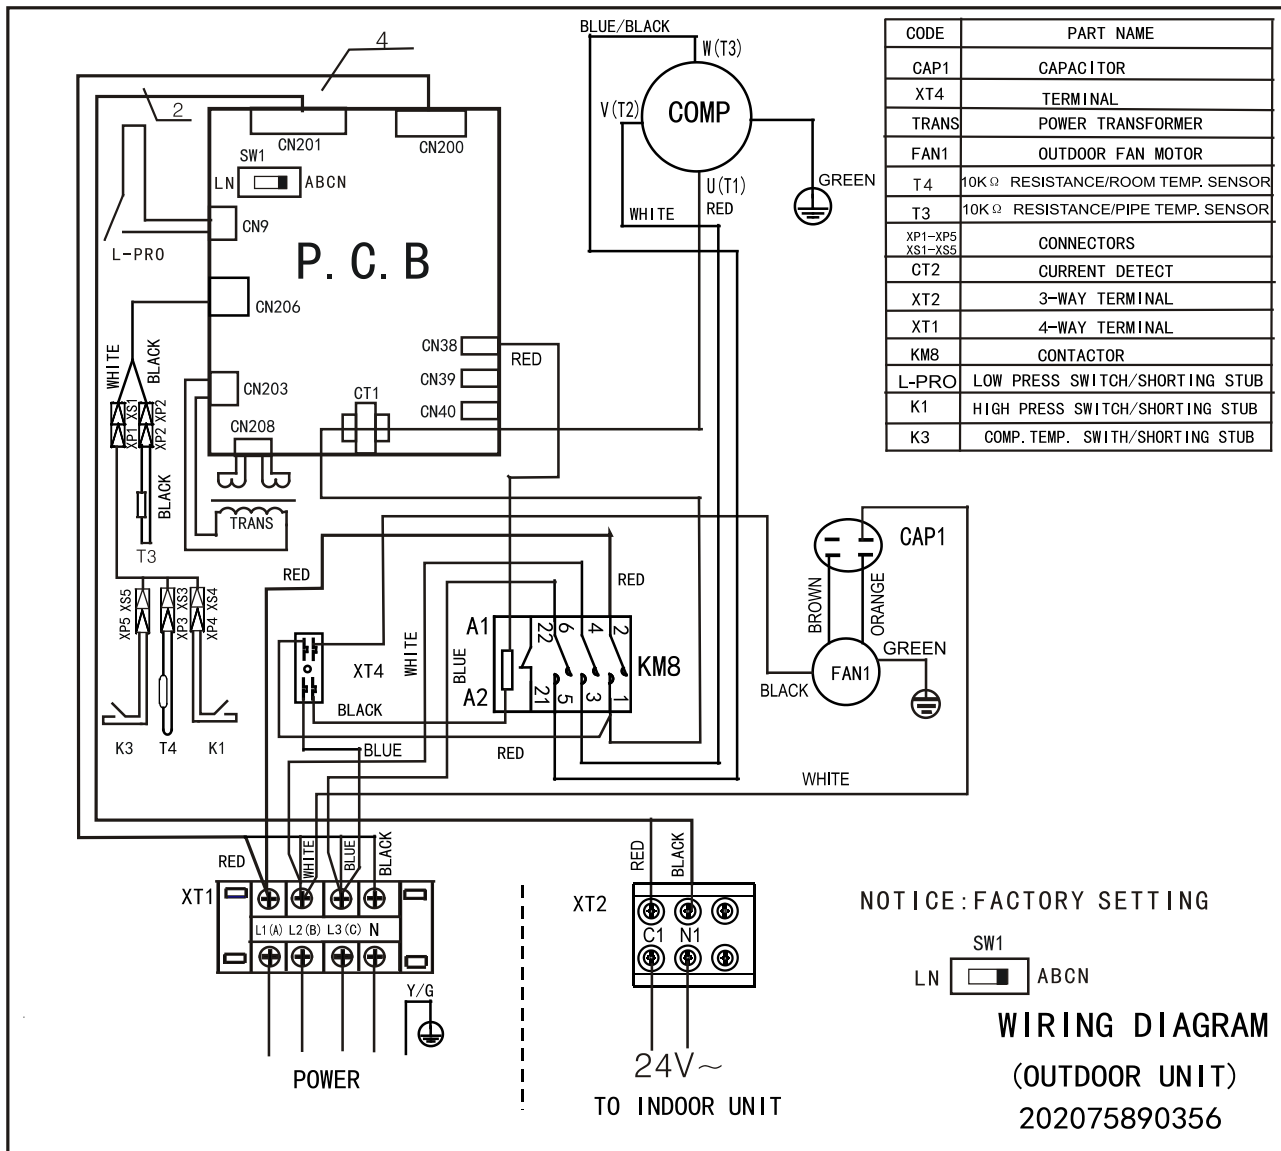 4
2
CN201
CN200
SW1
LN
ABCN
CN9
L-PRO
P.C.B
CN206
WHITE
BLACK
CN38
RED
CN39
CN40
CN203
CT1
CN208
XP1 XS1
XP2 XP2
BLACK
T3
TRANS
BLUE/BLACK
W(T3)
V(T2)
COMP
U(T1)
RED
WHITE
GREEN
CODE PART NAME
CAP1 CAPACITOR
XT4 TERMINAL
TRANS POWER TRANSFORMER
FAN1 OUTDOOR FAN MOTOR
T4 10KΩ RESISTANCE/ROOM TEMP. SENSOR
T3 10KΩ RESISTANCE/PIPE TEMP. SENSOR
XP1-XP5
XS1-XS5 CONNECTORS
CT2 CURRENT DETECT
XT2 3-WAY TERMINAL
XT1 4-WAY TERMINAL
KM8 CONTACTOR
L-PRO LOW PRESS SWITCH/SHORTING STUB
K1 HIGH PRESS SWITCH/SHORTING STUB
K3 COMP.TEMP. SWITH/SHORTING STUB
CAP1
BROWN
ORANGE
GREEN
FAN1
BLACK
RED
RED
XP5 XS5
XP3 XS3
XP4 XS4
K3
T4
K1
XT4
WHITE
BLUE
A1
22 6 4 2
KM8
A2
21 5 3 1
BLACK
BLUE
RED
WHITE
RED
WHITE
BLUE
BLACK
XT1
L1(A) L2(B) L3(C) N
Y/G
POWER
RED
BLACK
XT2
C1 N1
24V~
TO INDOOR UNIT
NOTICE:FACTORY SETTING
SW1
LN
ABCN
WIRING DIAGRAM
(OUTDOOR UNIT)
202075890356